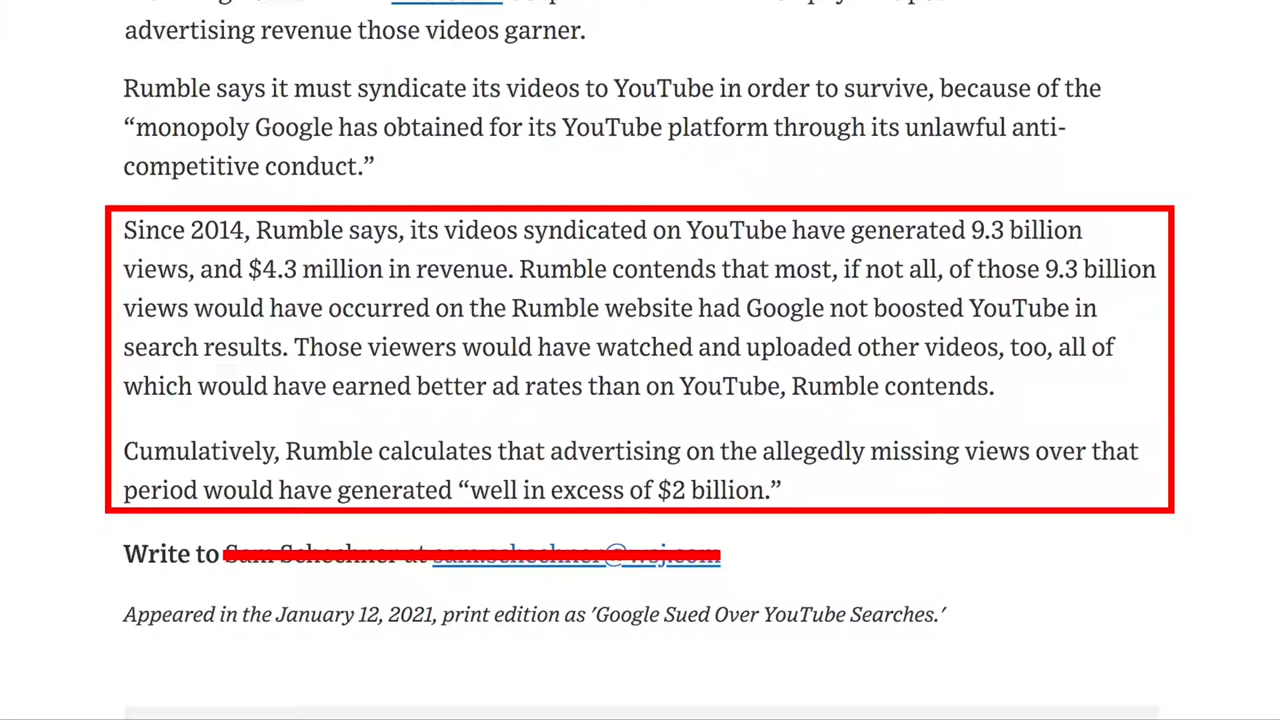 advertising revenue those videos garner.
Rumble says it must syndicate its videos to YouTube in order to survive, because of the
“monopoly Google has obtained for its YouTube platform through its unlawful anti-
competitive conduct.”
Since 2014, Rumble says, its videos syndicated on YouTube have generated 9.3 billion
views, and $4.3 million in revenue. Rumble contends that most, if not all, of those 9.3 billion
views would have occurred on the Rumble website had Google not boosted YouTube in
search results. Those viewers would have watched and uploaded other videos, too, all of
which would have earned better ad rates than on YouTube, Rumble contends.
Cumulatively, Rumble calculates that advertising on the allegedly missing views over that
period would have generated “well in excess of $2 billion.”
Write to
Appeared in the January 12, 2021, print edition as 'Google Sued Over YouTube Searches.'